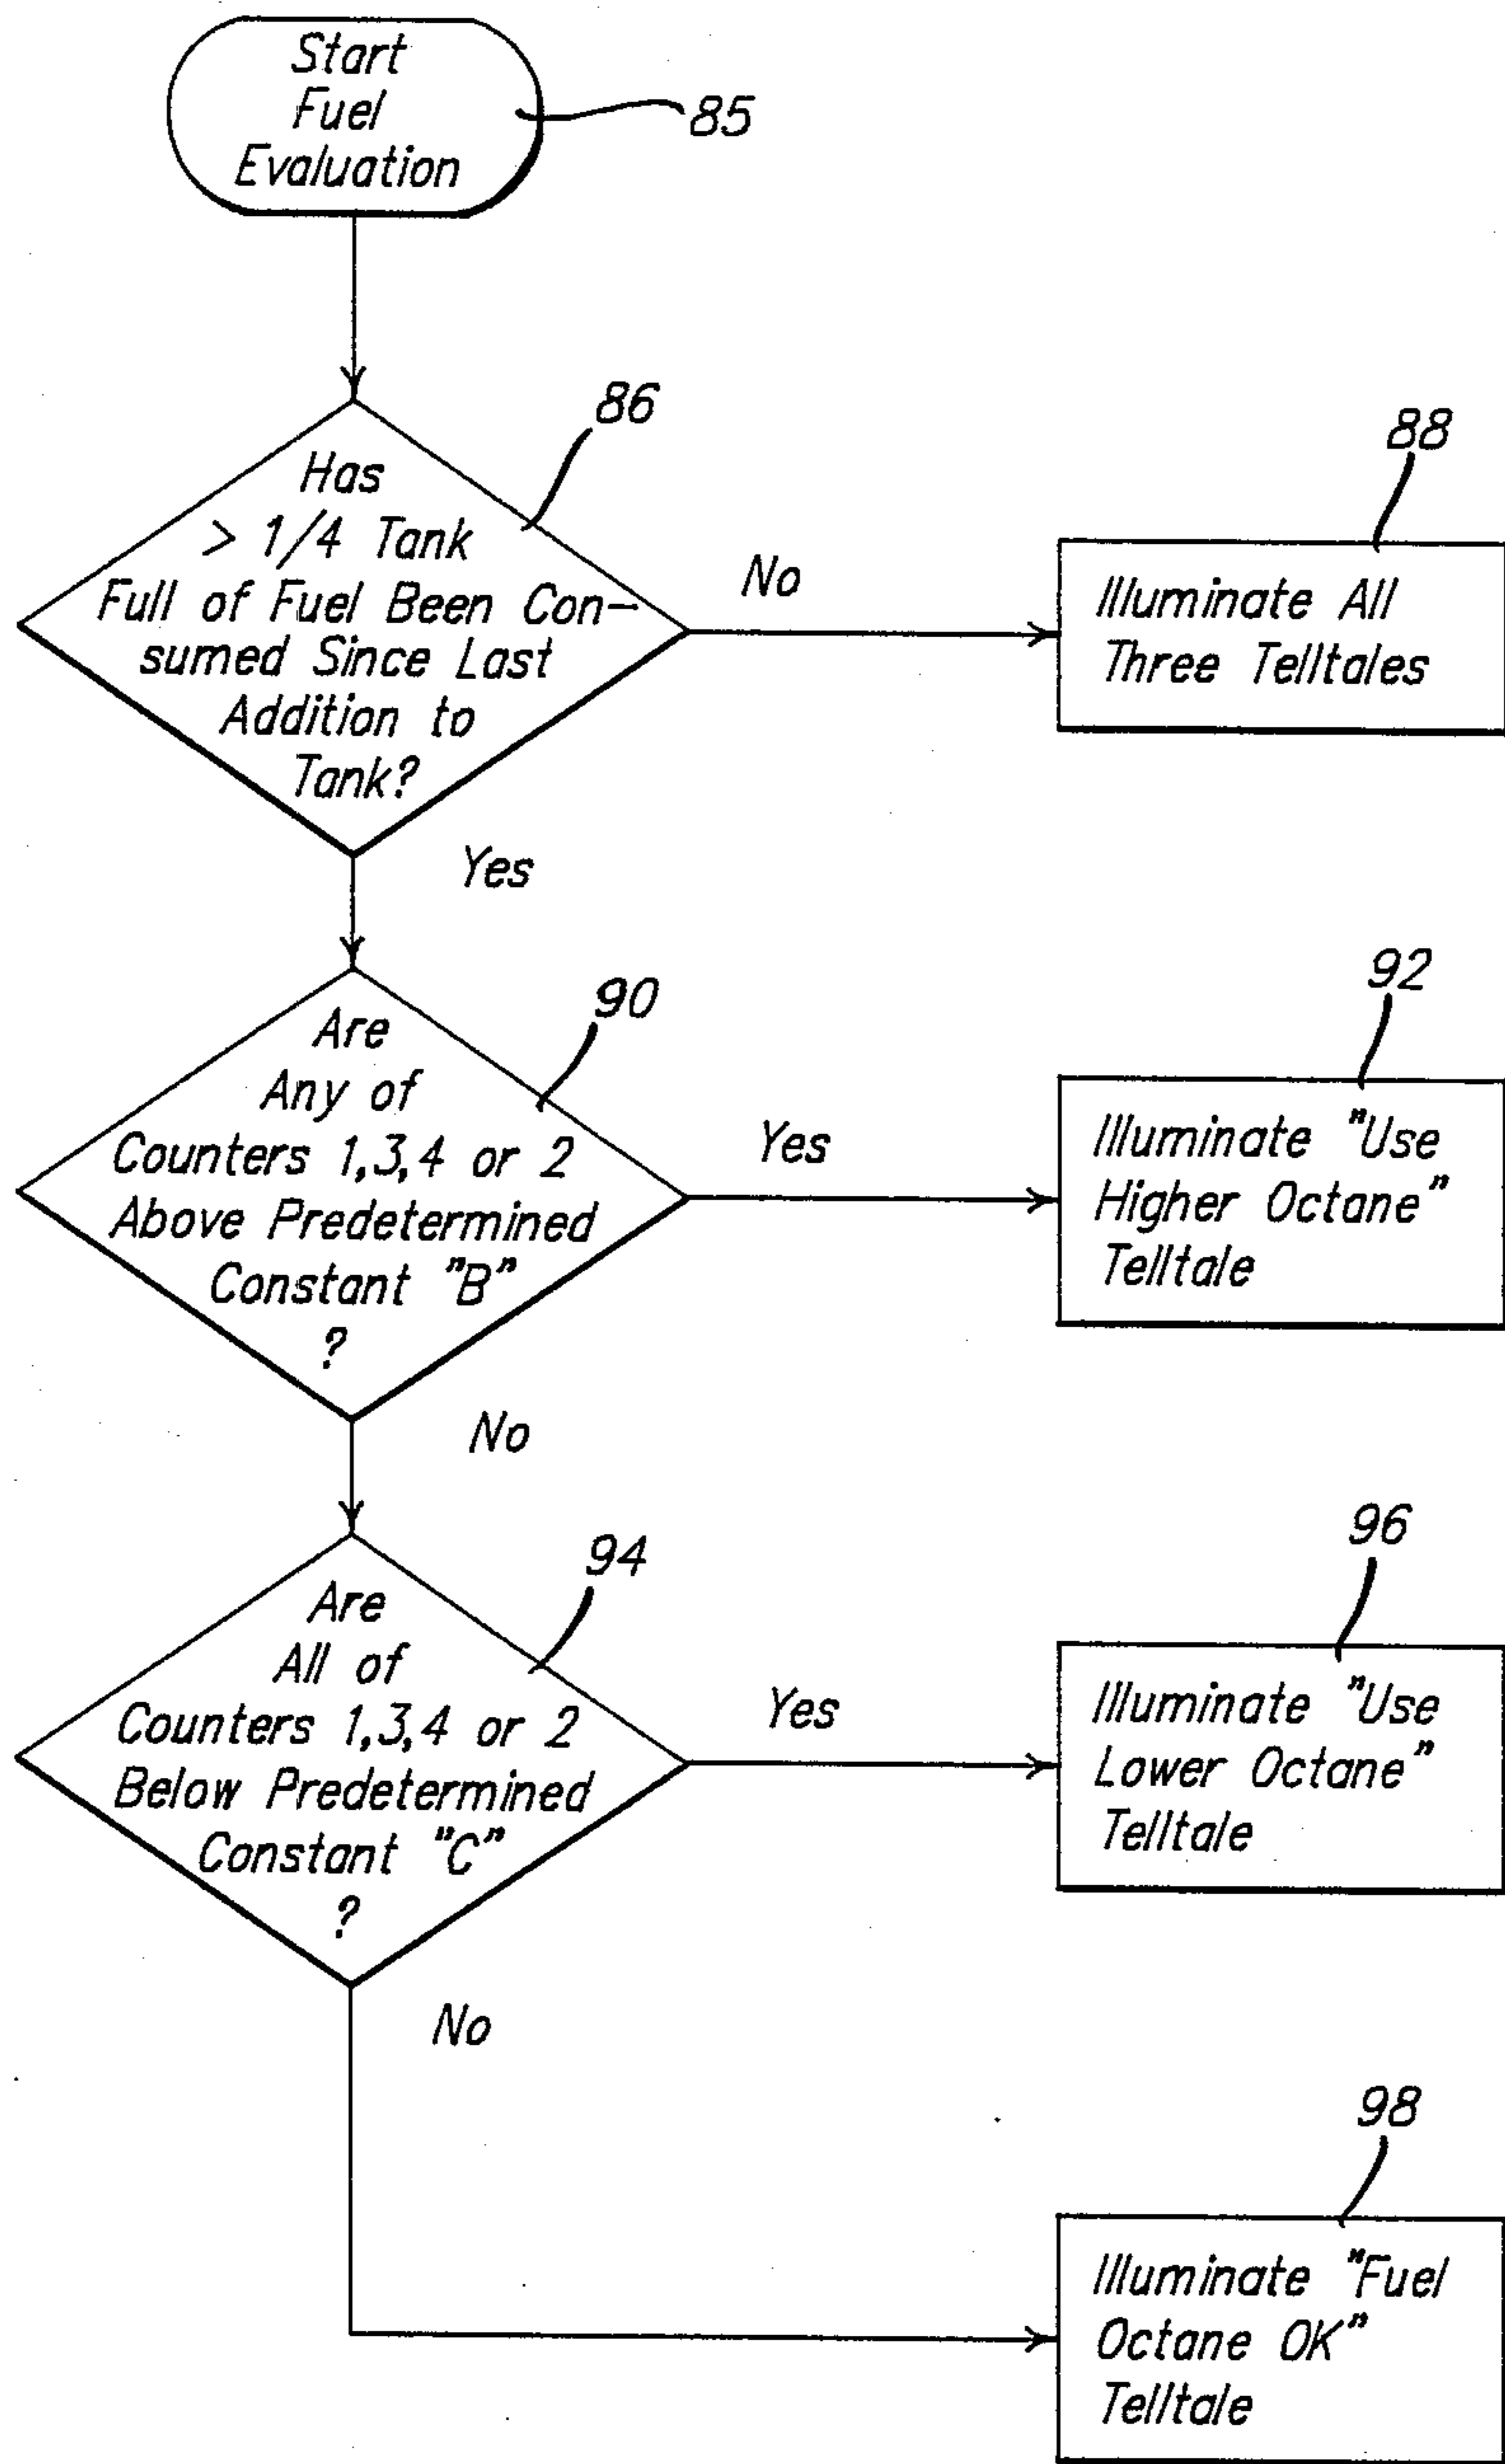 Start
Fuel
Evaluation
85
86
Has
> 1/4 Tank
Full of Fuel Been Con-
sumed Since Last
Addition to
Tank?
No
88
Illuminate All
Three Telltales
Yes
90
Are
Any of
Counters 1,3,4 or 2
Above Predetermined
Constant "B"
?
Yes
92
Illuminate "Use
Higher Octane"
Telltale
No
94
Are
All of
Counters 1,3,4 or 2
Below Predetermined
Constant "C"
?
Yes
96
Illuminate "Use
Lower Octane"
Telltale
No
98
Illuminate "Fuel
Octane OK"
Telltale